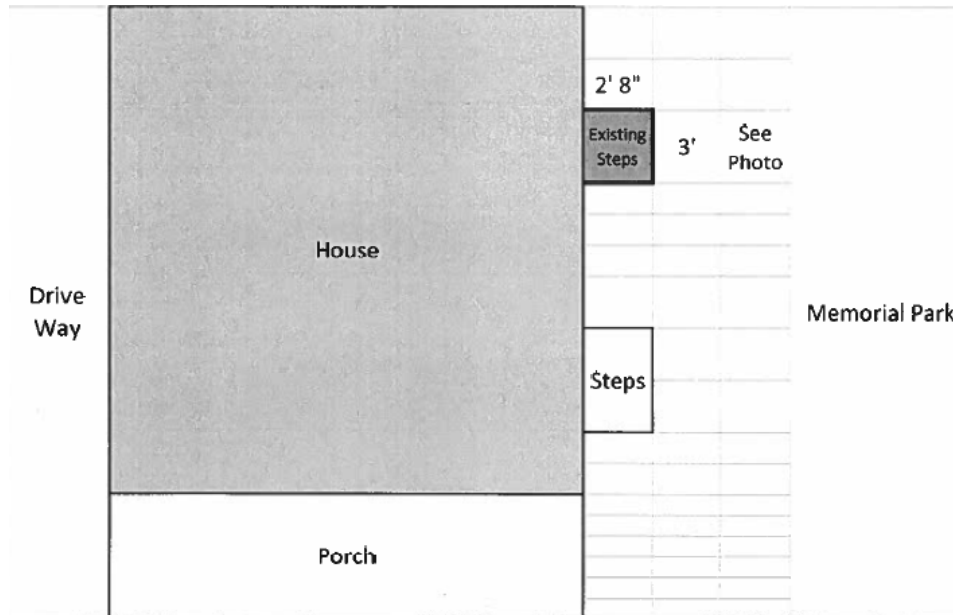 2' 8"
Existing
Steps
3'
See
Photo
House
Drive
Way
Memorial Park
Steps
Porch